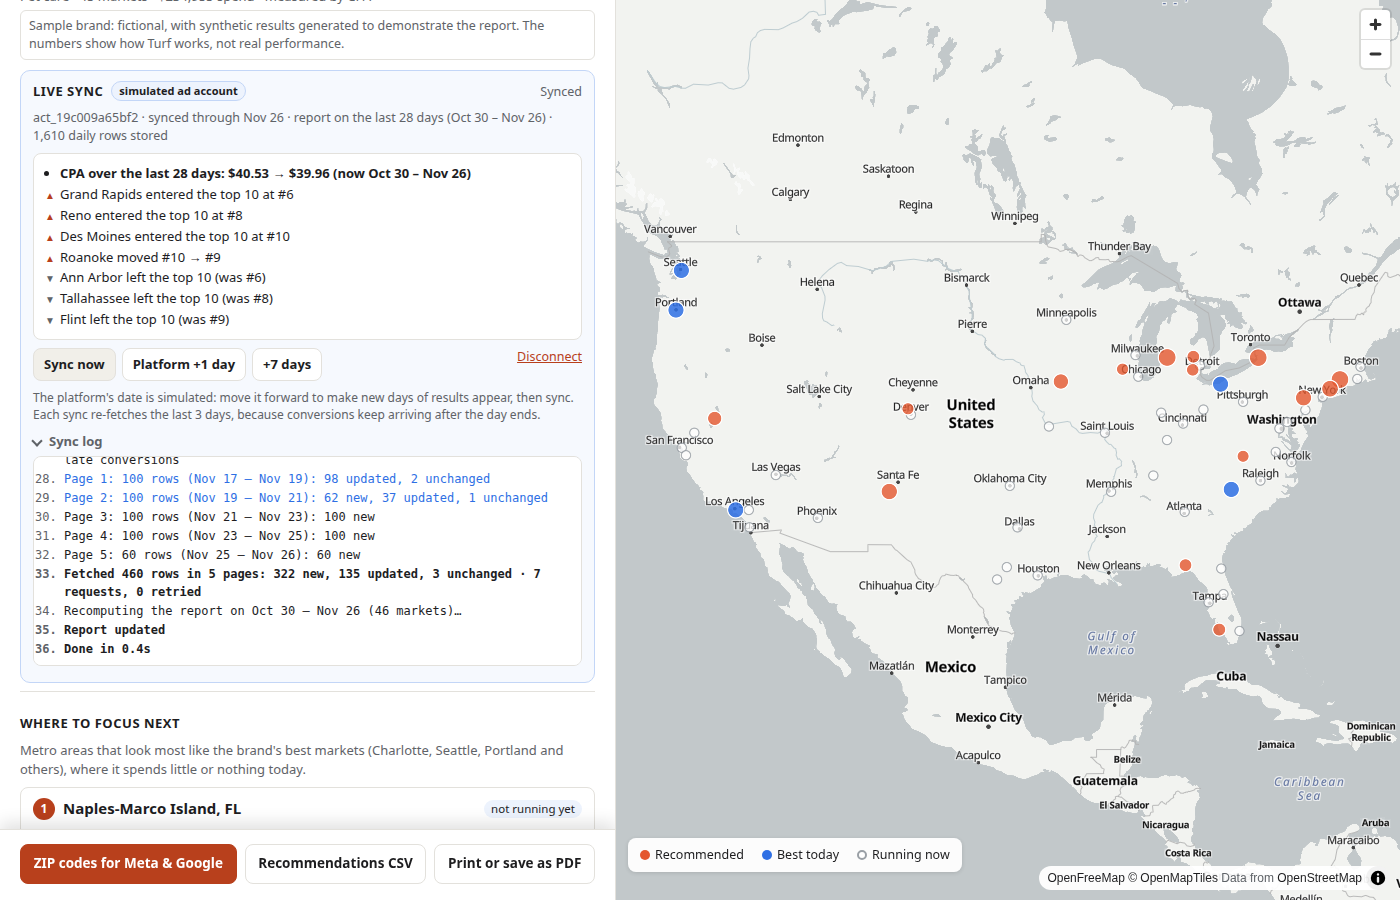 Sample brand: fictional, with synthetic results generated to demonstrate the report. The
numbers show how Turf works, not real performance.
LIVE SYNC
simulated ad account
Synced
act_19c009a65bf2 · synced through Nov 26 · report on the last 28 days (Oct 30 – Nov 26) ·
1,610 daily rows stored
CPA over the last 28 days: $40.53 → $39.96 (now Oct 30 – Nov 26)
Grand Rapids entered the top 10 at #6
Reno entered the top 10 at #8
Des Moines entered the top 10 at #10
Roanoke moved #10 → #9
Ann Arbor left the top 10 (was #6)
Tallahassee left the top 10 (was #8)
Flint left the top 10 (was #9)
Sync now
Platform +1 day
+7 days
Disconnect
The platform's date is simulated: move it forward to make new days of results appear, then sync.
Each sync re-fetches the last 3 days, because conversions keep arriving after the day ends.
Sync log
late conversions
28. Page 1: 100 rows (Nov 17 – Nov 19): 98 updated, 2 unchanged
29. Page 2: 100 rows (Nov 19 – Nov 21): 62 new, 37 updated, 1 unchanged
30. Page 3: 100 rows (Nov 21 – Nov 23): 100 new
31. Page 4: 100 rows (Nov 23 – Nov 25): 100 new
32. Page 5: 60 rows (Nov 25 – Nov 26): 60 new
33. Fetched 460 rows in 5 pages: 322 new, 135 updated, 3 unchanged · 7
requests, 0 retried
34. Recomputing the report on Oct 30 – Nov 26 (46 markets)…
35. Report updated
36. Done in 0.4s
WHERE TO FOCUS NEXT
Metro areas that look most like the brand's best markets (Charlotte, Seattle, Portland and
others), where it spends little or nothing today.
1
Naples-Marco Island, FL
not running yet
ZIP codes for Meta & Google
Recommendations CSV
Print or save as PDF
Edmonton
Saskatoon
Calgary
Regina
Winnipeg
Vancouver
Thunder Bay
Seattle
Quebec
Helena
Bismarck
Ottawa
Portland
Minneapolis
Pierre
Boise
Toronto
Milwaukee
Detroit
Boston
Chicago
Salt Lake City
Cheyenne
Omaha
New York
Pittsburgh
Denver
United
States
Cincinnati
Washington
Saint Louis
San Francisco
Norfolk
Las Vegas
Santa Fe
Oklahoma City
Raleigh
Memphis
Los Angeles
Phoenix
Atlanta
Tijuana
Dallas
Jackson
Houston
New Orleans
Chihuahua City
Tampa
Monterrey
Gulf of
Mexico
Nassau
Mazatlán
Mexico
Tampico
Cuba
Mérida
Mexico City
Dominican
Republic
Jamaica
Acapulco
Belize
Guatemala
Caribbean
Sea
El Salvador
Nicaragua
Aruba
Maracaibo
Costa Rica
Medellín
Recommended
Best today
Running now
OpenFreeMap © OpenMapTiles Data from OpenStreetMap